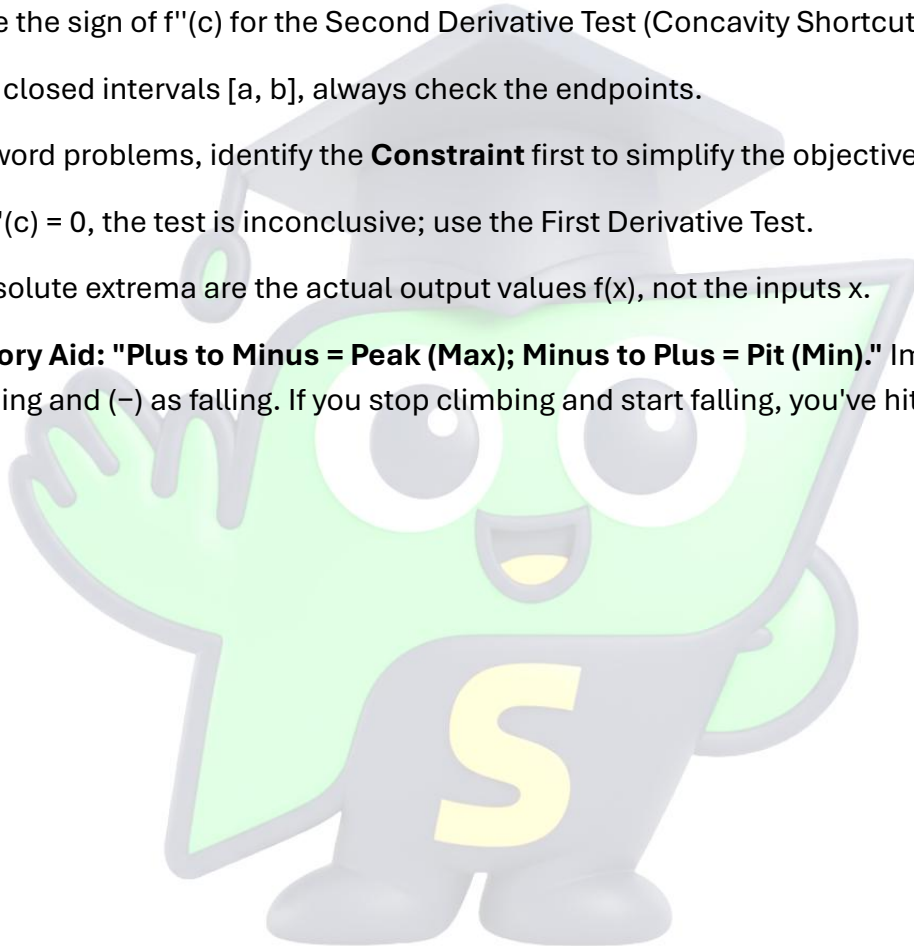 e the sign of f''(c) for the Second Derivative Test (Concavity Shortcut
closed intervals [a, b], always check the endpoints.
word problems, identify the Constraint first to simplify the objective
'(c) = 0, the test is inconclusive; use the First Derivative Test.
solute extrema are the actual output values f(x), not the inputs x.
ory Aid: "Plus to Minus = Peak (Max); Minus to Plus = Pit (Min)." Im
ing and (−) as falling. If you stop climbing and start falling, you've hit
S